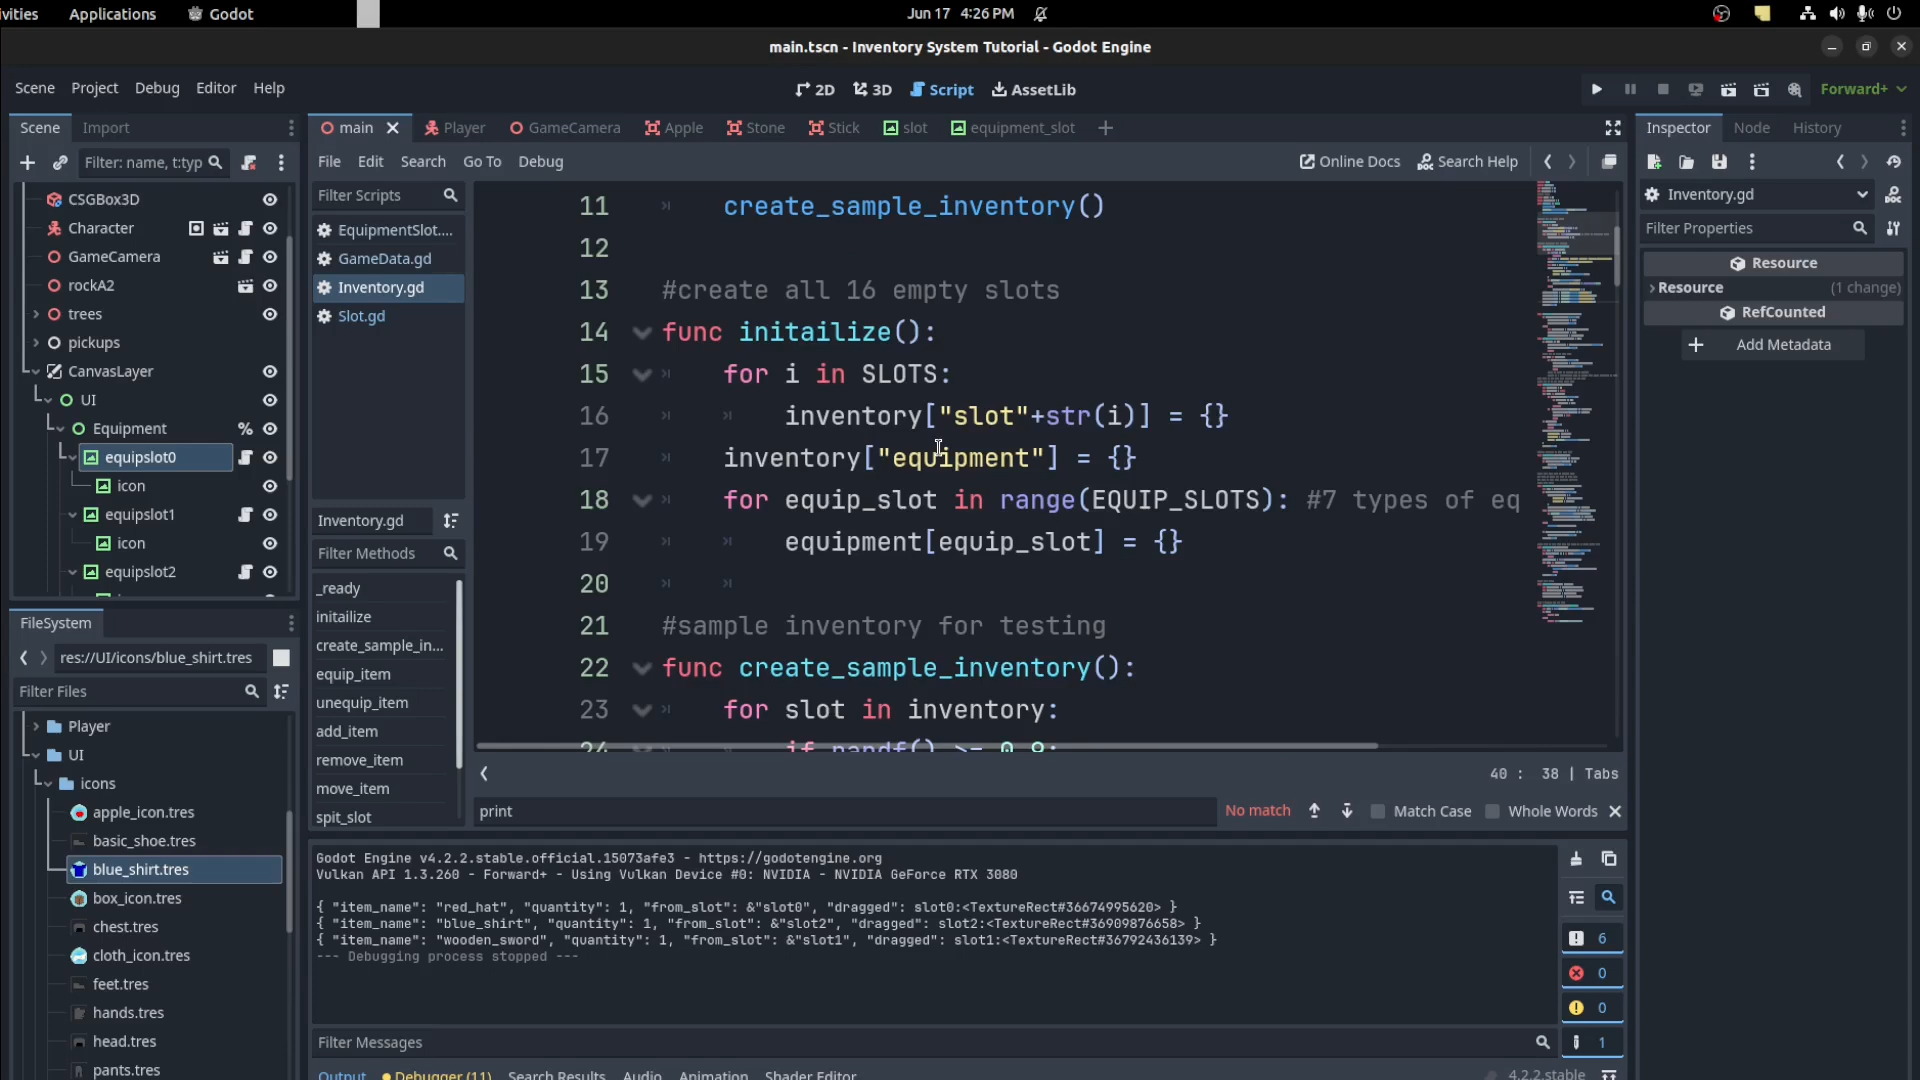 ivities Applications Godot Jun 17 4:26 PM
main.tscn - Inventory System Tutorial - Godot Engine
Scene Project Debug Editor Help 2D 3D Script AssetLib Forward+
Scene Import
Filter: name, t:typ
CSGBox3D
Character
GameCamera
rockA2
trees
pickups
CanvasLayer
UI
Equipment %
equipslot0
icon
equipslot1
icon
equipslot2
FileSystem
res://UI/icons/blue_shirt.tres
Filter Files
Player
UI
icons
apple_icon.tres
basic_shoe.tres
blue_shirt.tres
box_icon.tres
chest.tres
cloth_icon.tres
feet.tres
hands.tres
head.tres
pants.tres
main Player GameCamera Apple Stone Stick slot equipment_slot
File Edit Search Go To Debug Online Docs Search Help
Filter Scripts
EquipmentSlot....
GameData.gd
Inventory.gd
Slot.gd
Inventory.gd
Filter Methods
_ready
initailize
create_sample_in...
equip_item
unequip_item
add_item
remove_item
move_item
spit_slot
11 create_sample_inventory()
12
13 #create all 16 empty slots
14 func initailize():
15 for i in SLOTS:
16 inventory["slot"+str(i)] = {}
17 inventory["equipment"] = {}
18 for equip_slot in range(EQUIP_SLOTS): #7 types of eq
19 equipment[equip_slot] = {}
20
21 #sample inventory for testing
22 func create_sample_inventory():
23 for slot in inventory:
24 if randf() >= 0.9:
40 : 38 | Tabs
print No match Match Case Whole Words
Godot Engine v4.2.2.stable.official.15073afe3 - https://godotengine.org
Vulkan API 1.3.260 - Forward+ - Using Vulkan Device #0: NVIDIA - NVIDIA GeForce RTX 3080
{ "item_name": "red_hat", "quantity": 1, "from_slot": &"slot0", "dragged": slot0:<TextureRect#36674995620> }
{ "item_name": "blue_shirt", "quantity": 1, "from_slot": &"slot2", "dragged": slot2:<TextureRect#36909876658> }
{ "item_name": "wooden_sword", "quantity": 1, "from_slot": &"slot1", "dragged": slot1:<TextureRect#36792436139> }
--- Debugging process stopped ---
6
0
0
1
Filter Messages
Output Debugger (11) Search Results Audio Animation Shader Editor 4.2.2.stable
Inspector Node History
Inventory.gd
Filter Properties
Resource
Resource (1 change)
RefCounted
Add Metadata